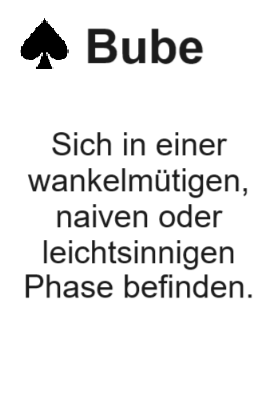 Bube
Sich in einer
wankelmütigen,
naiven oder
leichtsinnigen
Phase befinden.